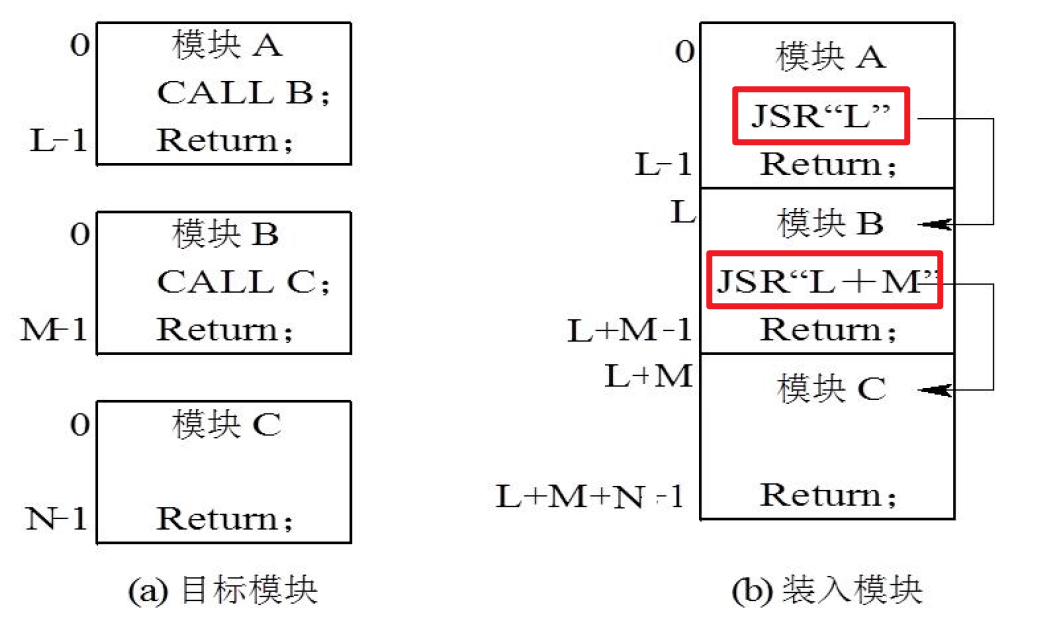 0
模块 A
CALL B；
L-1
Return；
0
模块 B
CALL C；
M-1
Return；
0
模块 C
N-1
Return；
(a) 目标模块
0
模块 A
JSR“L”
L-1
Return；
L
模块 B
JSR“L＋M”
L+M-1
Return；
L+M
模块 C
L+M+N-1
Return；
(b) 装入模块